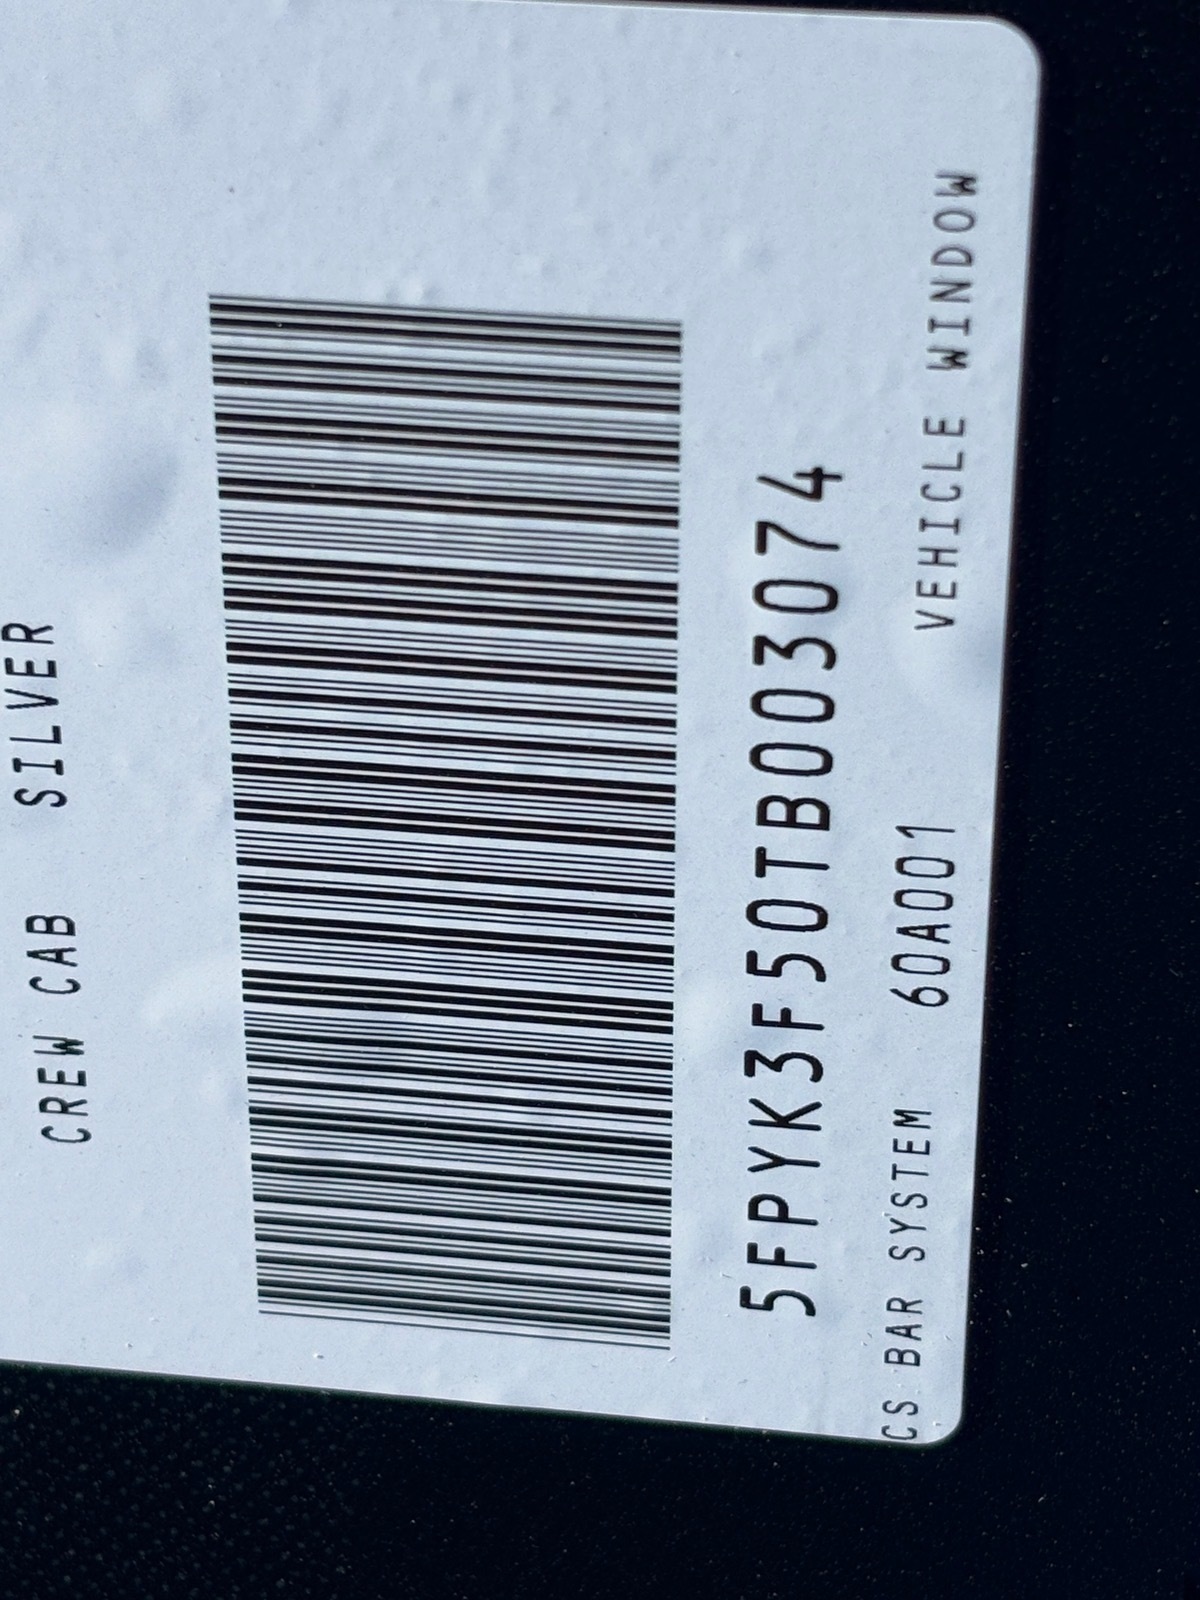 CREW CAB SILVER
5FPYK3F50TB003074
CS BAR SYSTEM 60A001 VEHICLE WINDOW